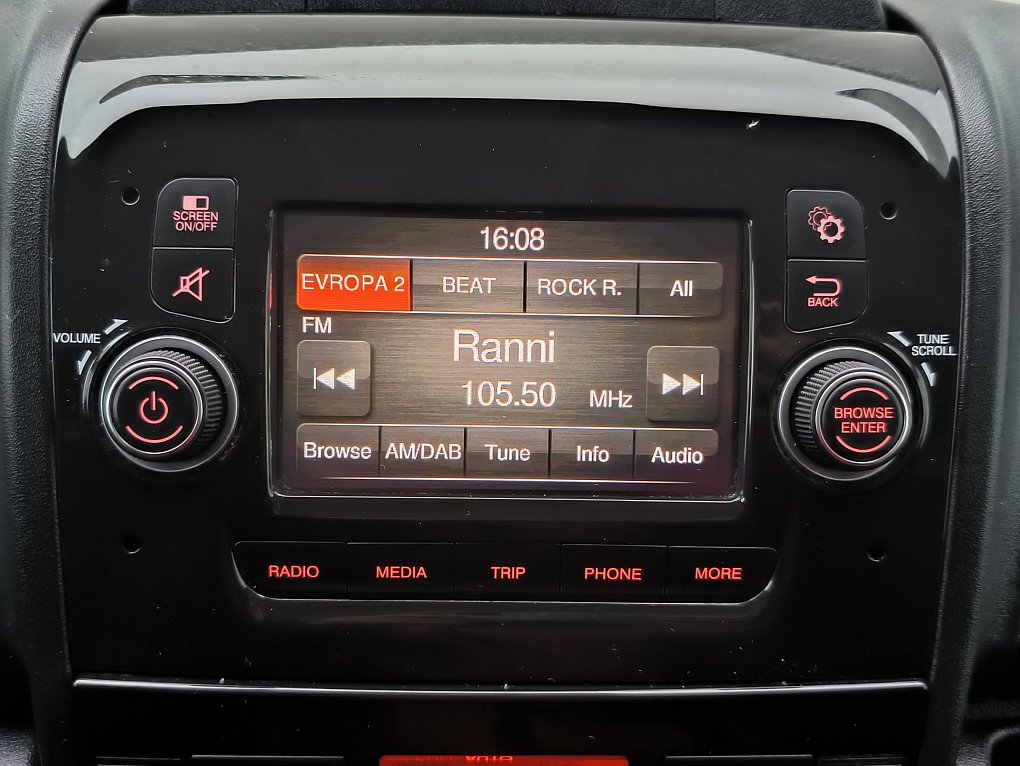 SCREEN
ON/OFF
16:08
EVROPA 2 BEAT ROCK R. All
FM
VOLUME
Ranni
TUNE
SCROLL
BACK
105.50 MHz
BROWSE
ENTER
Browse AM/DAB Tune Info Audio
RADIO MEDIA TRIP PHONE MORE